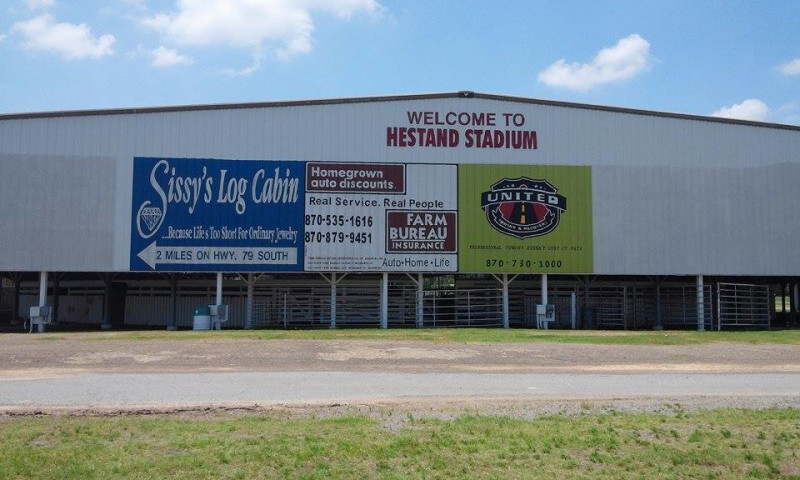 WELCOME TO
HESTAND STADIUM
Sissy's Log Cabin
...Because Life's Too Short For Ordinary Jewelry
2 MILES ON HWY. 79 SOUTH
Homegrown
auto discounts.
Real Service. Real People
870-535-1616
870-879-9451
FARM
BUREAU
INSURANCE
Auto·Home·Life
UNITED
870-730-1000